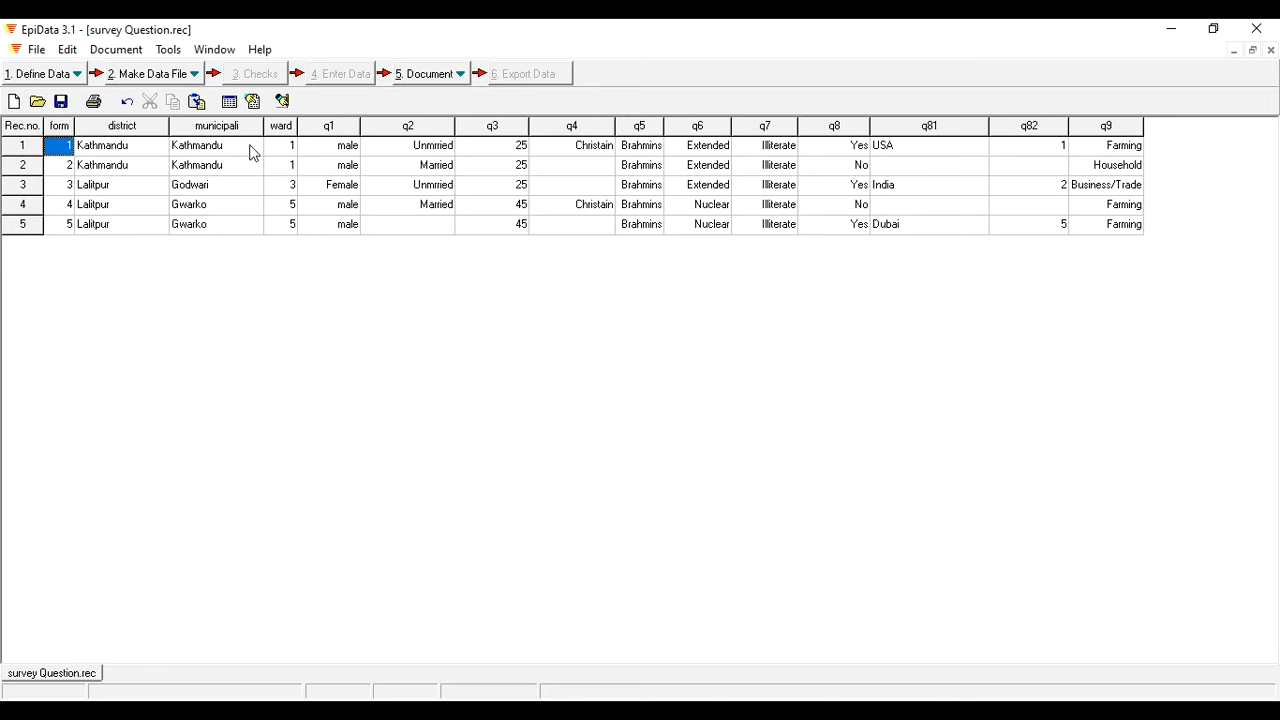 EpiData 3.1 - [survey Question.rec]
File Edit Document Tools Window Help
1. Define Data 2. Make Data File 3. Checks 4. Enter Data 5. Document 6. Export Data
Rec.no. form district municipali ward q1 q2 q3 q4 q5 q6 q7 q8 q81 q82 q9
1 1 Kathmandu Kathmandu 1 male Unmrried 25 Christain Brahmins Extended Illiterate Yes USA 1 Farming
2 2 Kathmandu Kathmandu 1 male Married 25 Brahmins Extended Illiterate No Household
3 3 Lalitpur Godwari 3 Female Unmrried 25 Brahmins Extended Illiterate Yes India 2 Business/Trade
4 4 Lalitpur Gwarko 5 male Married 45 Christain Brahmins Nuclear Illiterate No Farming
5 5 Lalitpur Gwarko 5 male 45 Brahmins Nuclear Illiterate Yes Dubai 5 Farming
survey Question.rec